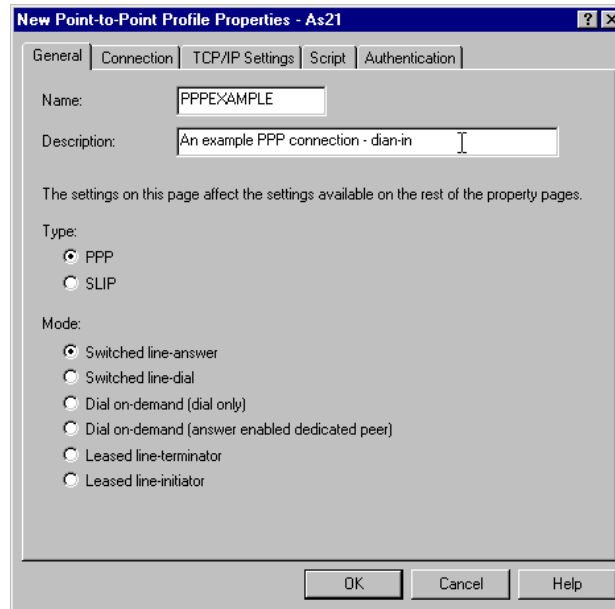 New Point-to-Point Profile Properties - As21
General Connection TCP/IP Settings Script Authentication
Name: PPPEXAMPLE
Description: An example PPP connection - dian-in
The settings on this page affect the settings available on the rest of the property pages.
Type:
PPP
SLIP
Mode:
Switched line-answer
Switched line-dial
Dial on-demand (dial only)
Dial on-demand (answer enabled dedicated peer)
Leased line-terminator
Leased line-initiator
OK Cancel Help